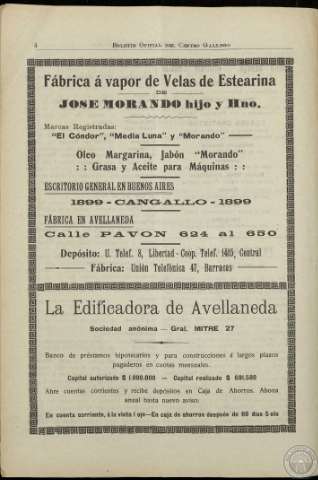 4 Boletin Oficial del Centro Gallego
Fábrica á vapor de Velas de Estearina
DE
JOSE MORANDO hijo y Hno.
Marcas Registradas:
"El Cóndor", "Media Luna" y "Morando"
Oleo Margarina, Jabón "Morando"
: : Grasa y Aceite para Máquinas : :
ESCRITORIO GENERAL EN BUENOS AIRES
1899 - CANGALLO - 1899
FÁBRICA EN AVELLANEDA
Calle PAVON 624 al 650
Depósito: U. Telef. 8, Libertad - Coop. Telef. 1485, Central
Fábrica: Unión Telefónica 47, Barracas
La Edificadora de Avellaneda
Sociedad anónima - Gral. MITRE 27
Banco de préstamos hipotecarios y para construcciones á largos plazos
pagaderos en cuotas mensuales.
Capital autorizado $ 1.000.000 — Capital realizado $ 691.500
Abre cuentas corrientes y recibe depósitos en Caja de Ahorros. Abona
anual hasta nuevo aviso:
En cuenta corriente, á la vista 1 o/o - En caja de ahorros después de 60 días 5 o/o